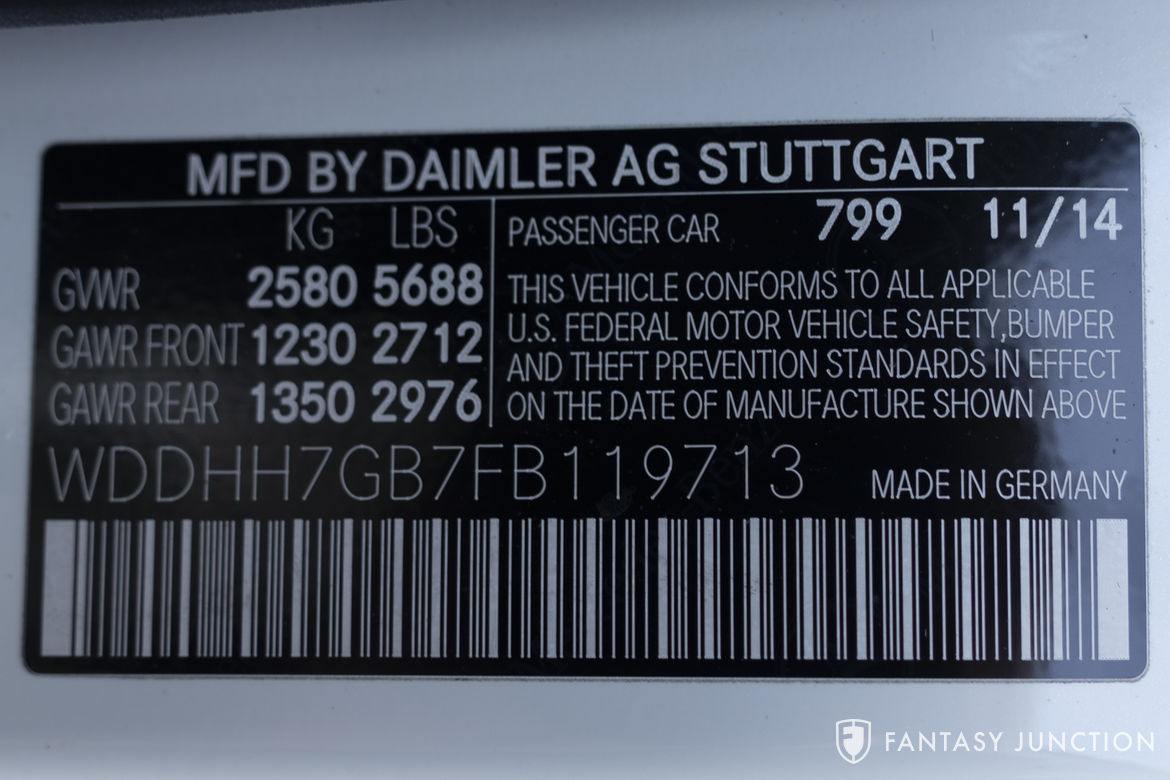 MFD BY DAIMLER AG STUTTGART
KG LBS
GVWR 2580 5688
GAWR FRONT 1230 2712
GAWR REAR 1350 2976
PASSENGER CAR 799 11/14
THIS VEHICLE CONFORMS TO ALL APPLICABLE
U.S. FEDERAL MOTOR VEHICLE SAFETY,BUMPER
AND THEFT PREVENTION STANDARDS IN EFFECT
ON THE DATE OF MANUFACTURE SHOWN ABOVE
WDDHH7GB7FB119713
MADE IN GERMANY
FANTASY JUNCTION